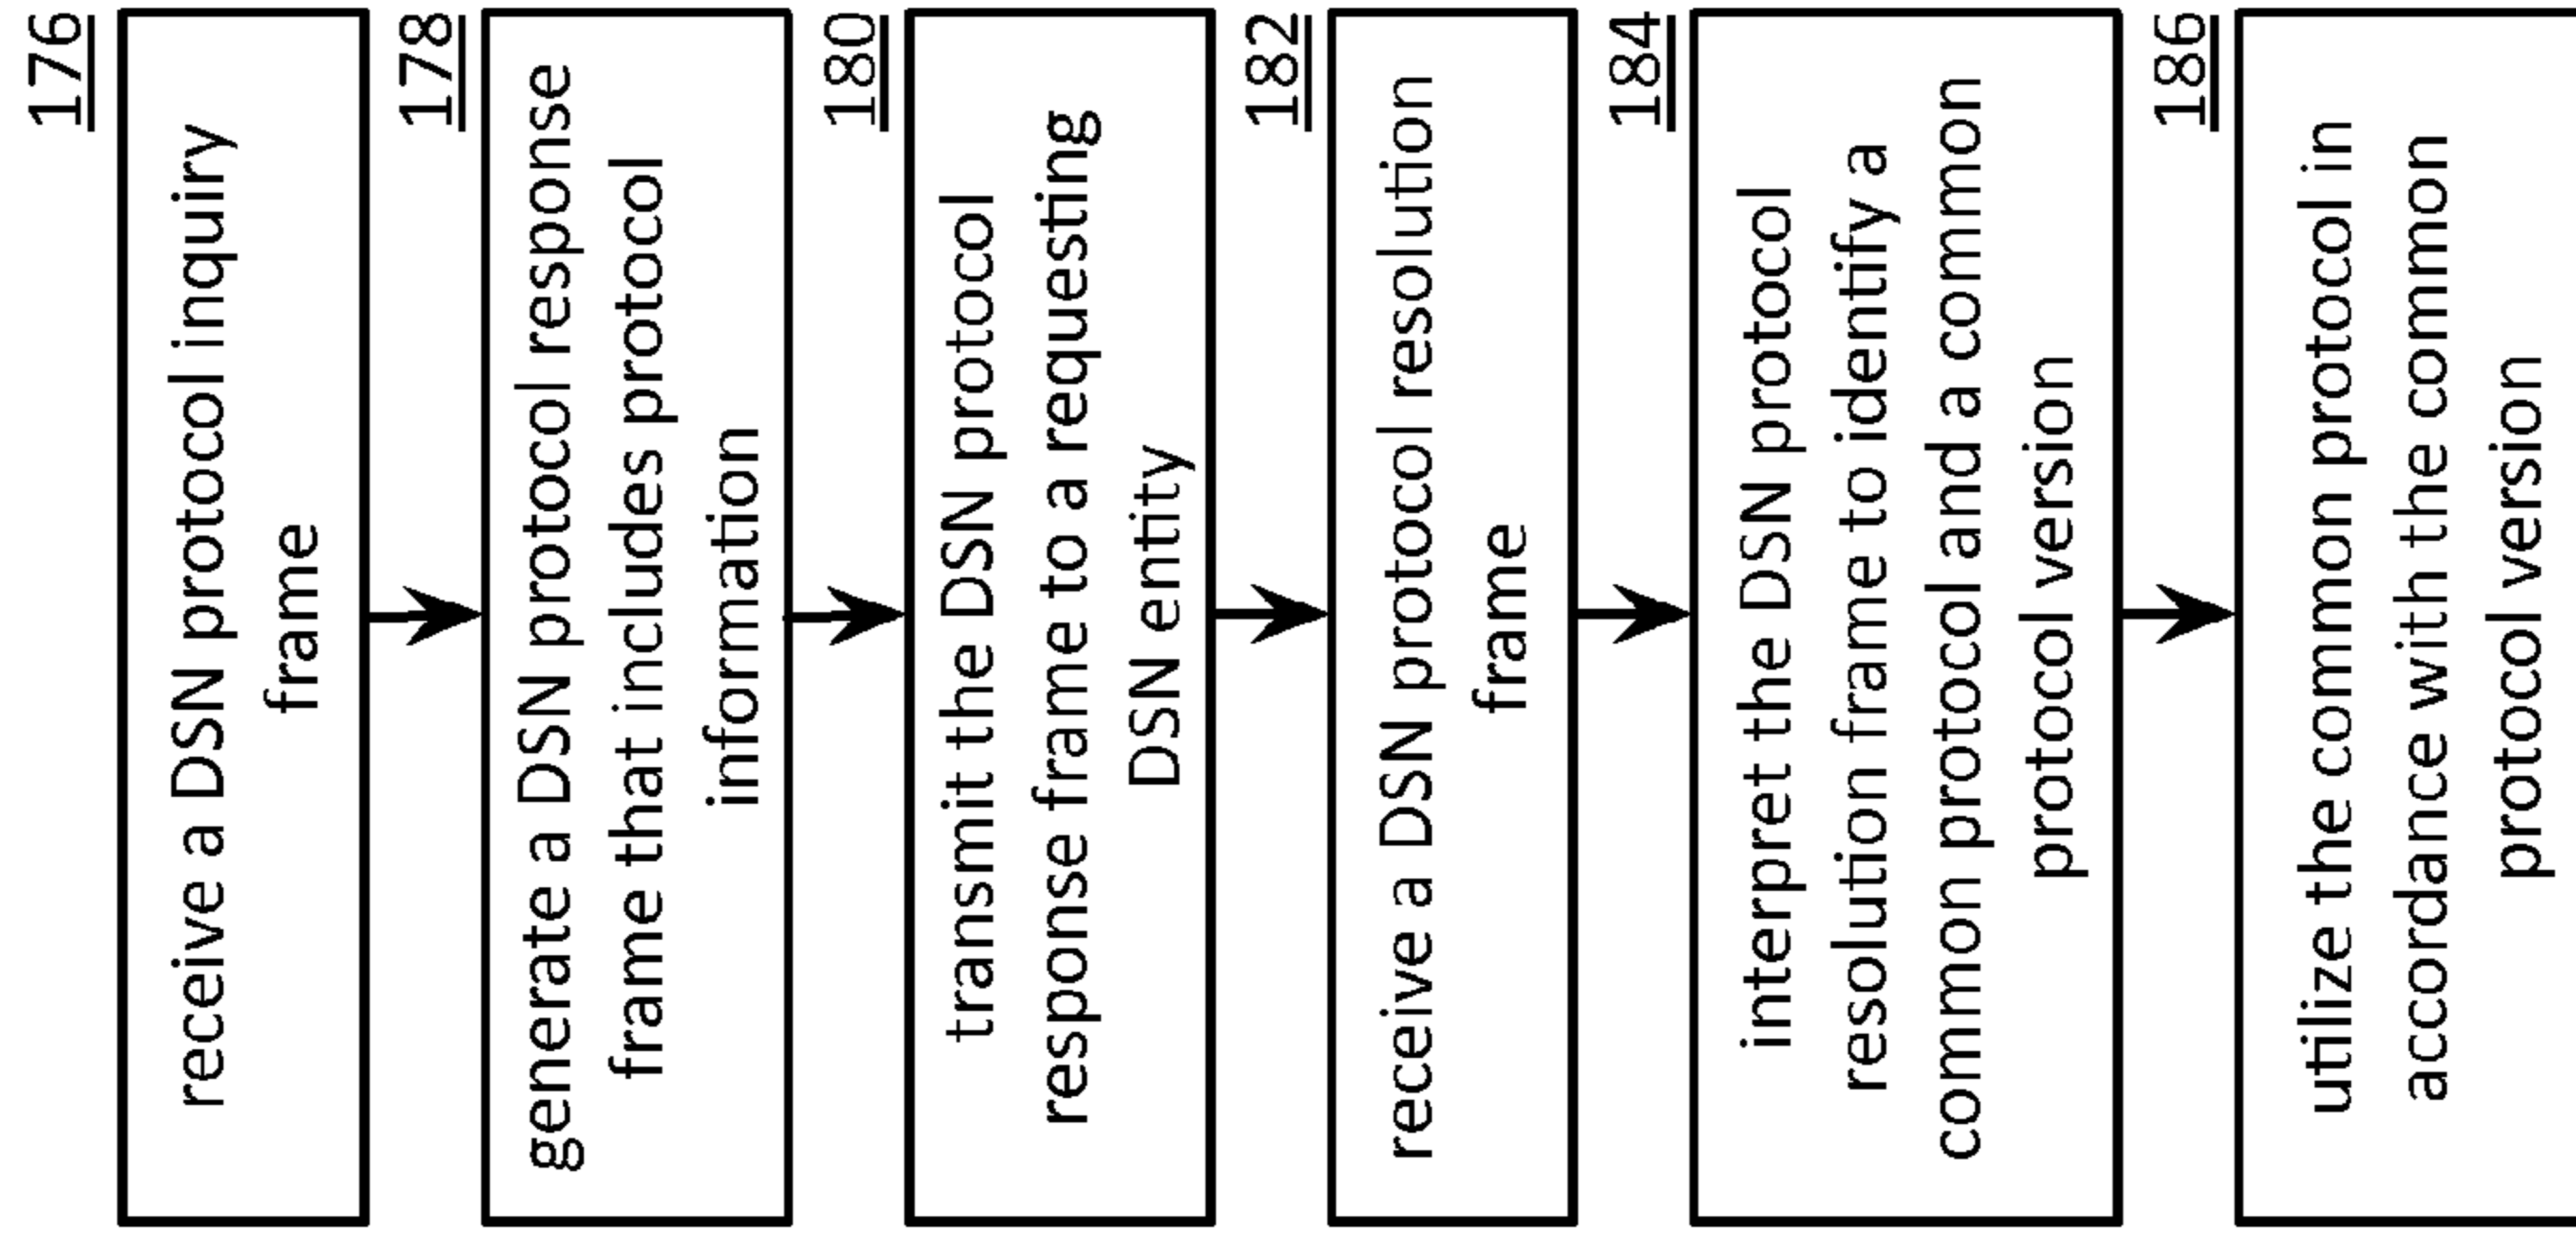 176
receive a DSN protocol inquiry
frame
178
generate a DSN protocol response
frame that includes protocol
information
180
transmit the DSN protocol
response frame to a requesting
DSN entity
182
receive a DSN protocol resolution
frame
184
interpret the DSN protocol
resolution frame to identify a
common protocol and a common
protocol version
186
utilize the common protocol in
accordance with the common
protocol version